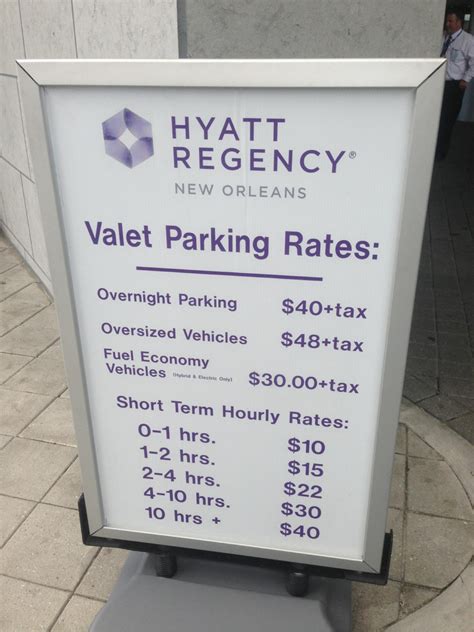 HYATT
REGENCY®
NEW ORLEANS
Valet Parking Rates:
Overnight Parking $40+tax
Oversized Vehicles $48+tax
Fuel Economy
Vehicles (Hybrid & Electric Only) $30.00+tax
Short Term Hourly Rates:
0-1 hrs. $10
1-2 hrs. $15
2-4 hrs. $22
4-10 hrs. $30
10 hrs + $40